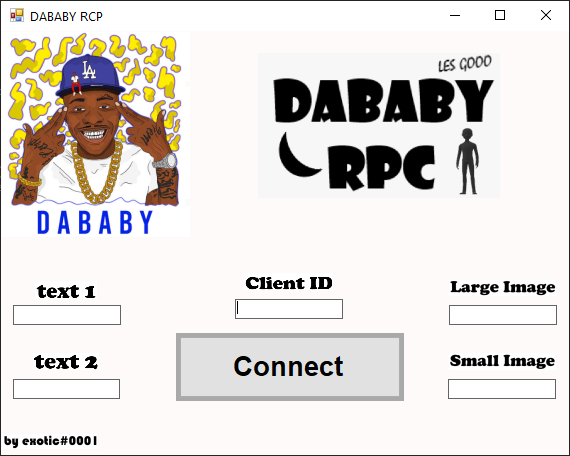 DABABY RCP
LA
DABABY
LES GOOO
DABABY
RPC
text 1
Client ID
Large Image
text 2
Connect
Small Image
by exotic#0001